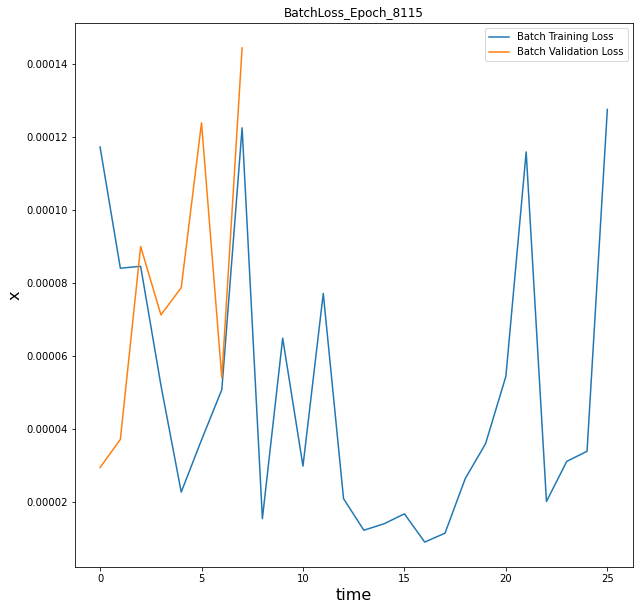 BatchLoss_Epoch_8115
Batch Training Loss
Batch Validation Loss
0.00014
0.00012
0.00010
0.00008
0.00006
0.00004
0.00002
x
0 5 10 15 20 25
time